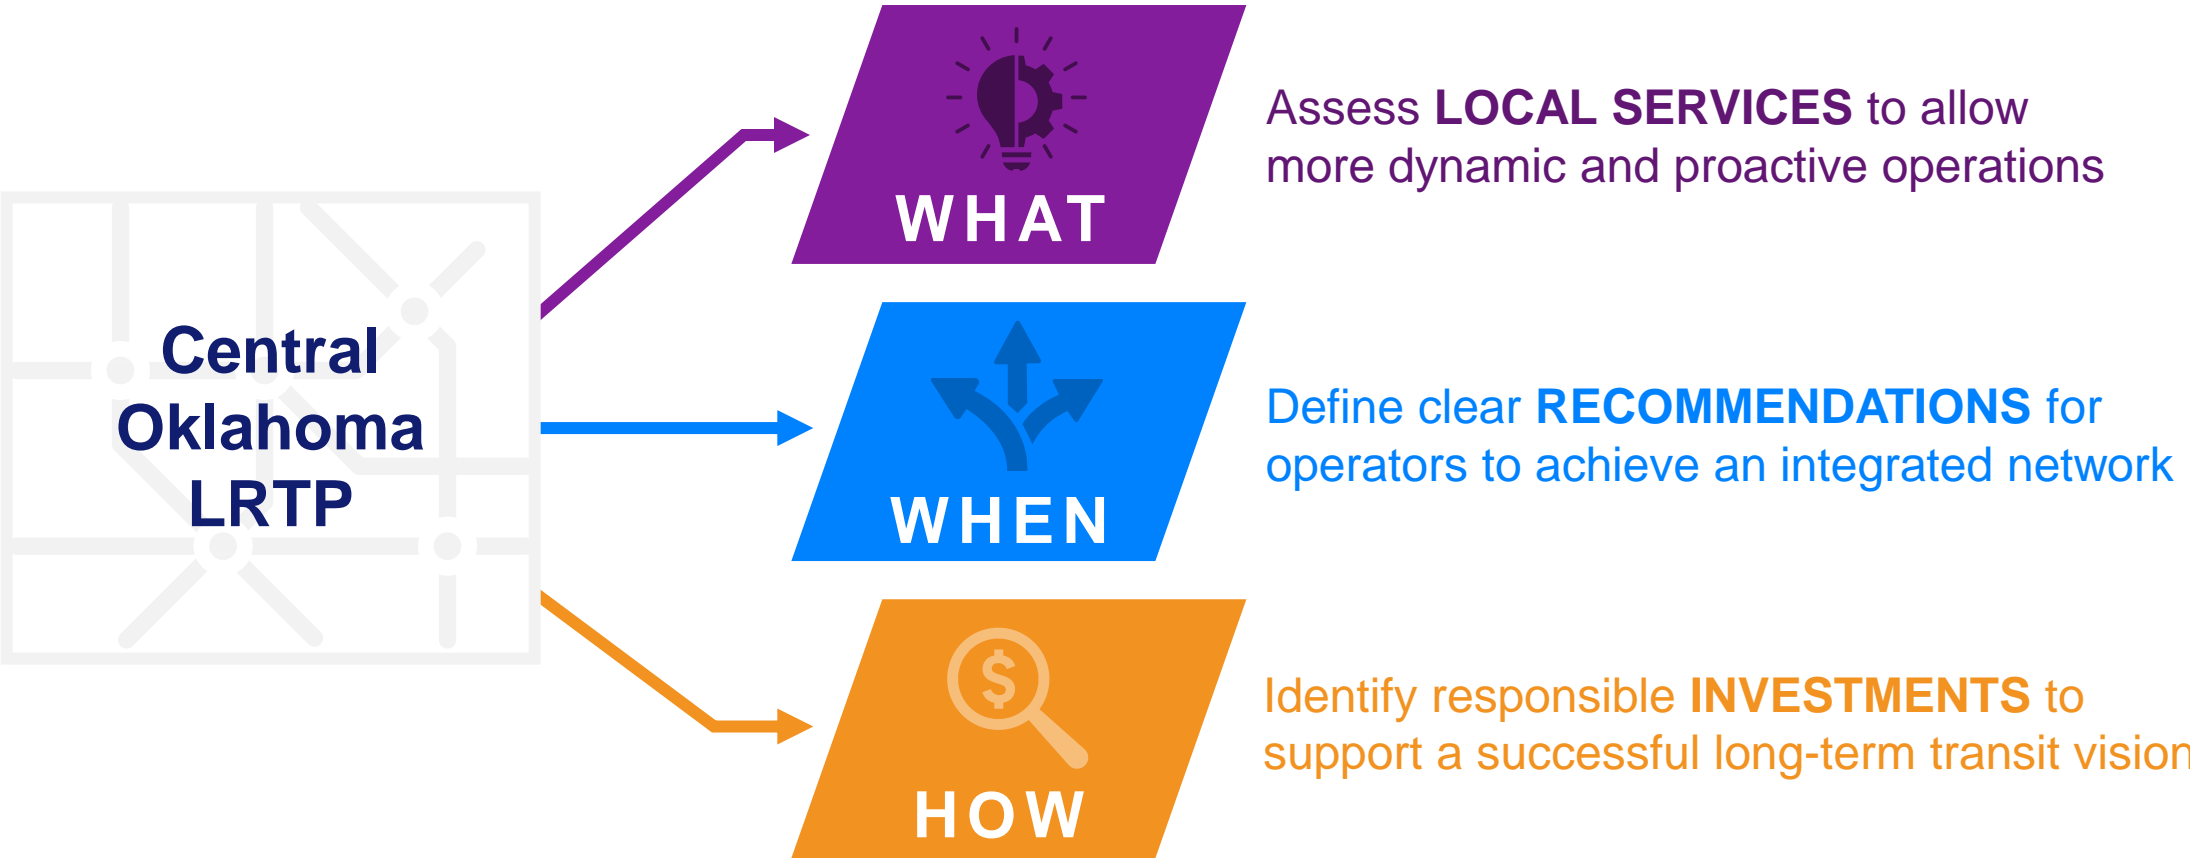 Central
Oklahoma
LRTP
WHAT
Assess LOCAL SERVICES to allow
more dynamic and proactive operations
WHEN
Define clear RECOMMENDATIONS for
operators to achieve an integrated network
HOW
$
Identify responsible INVESTMENTS to
support a successful long-term transit vision